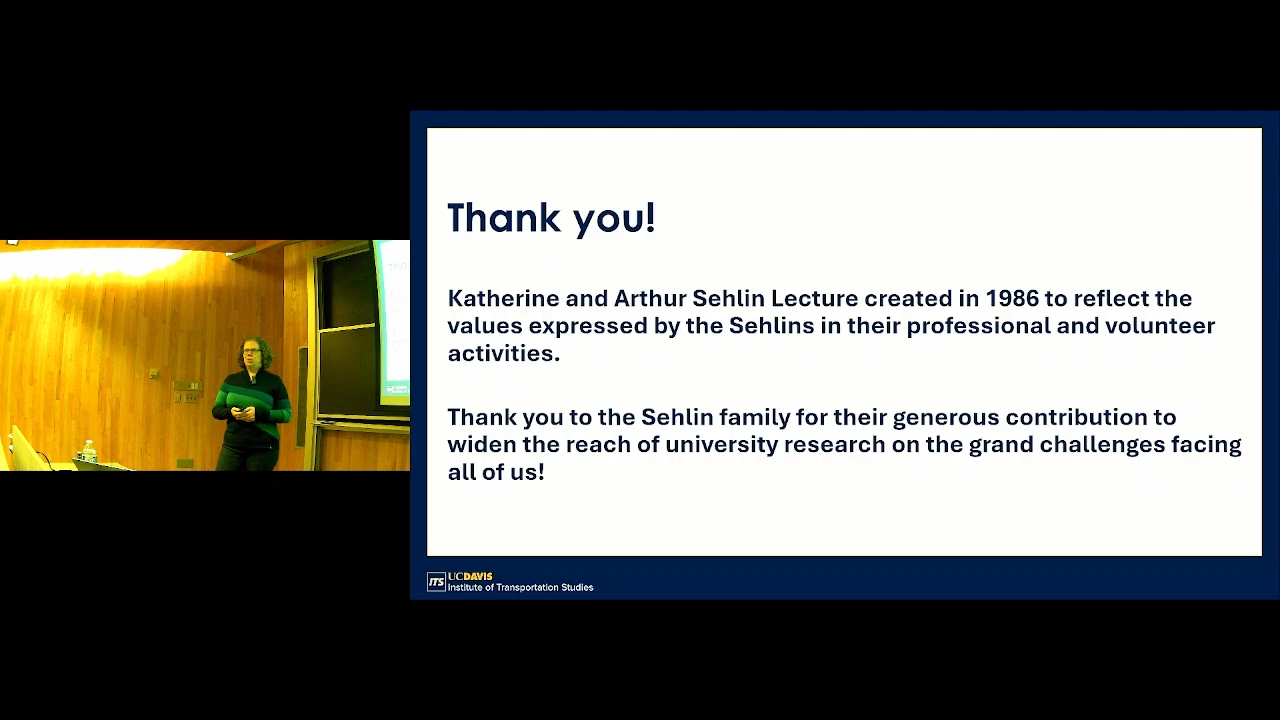 Thank you!
Katherine and Arthur Sehlin Lecture created in 1986 to reflect the
values expressed by the Sehlins in their professional and volunteer
activities.
Thank you to the Sehlin family for their generous contribution to
widen the reach of university research on the grand challenges facing
all of us!
ITS UCDAVIS
Institute of Transportation Studies